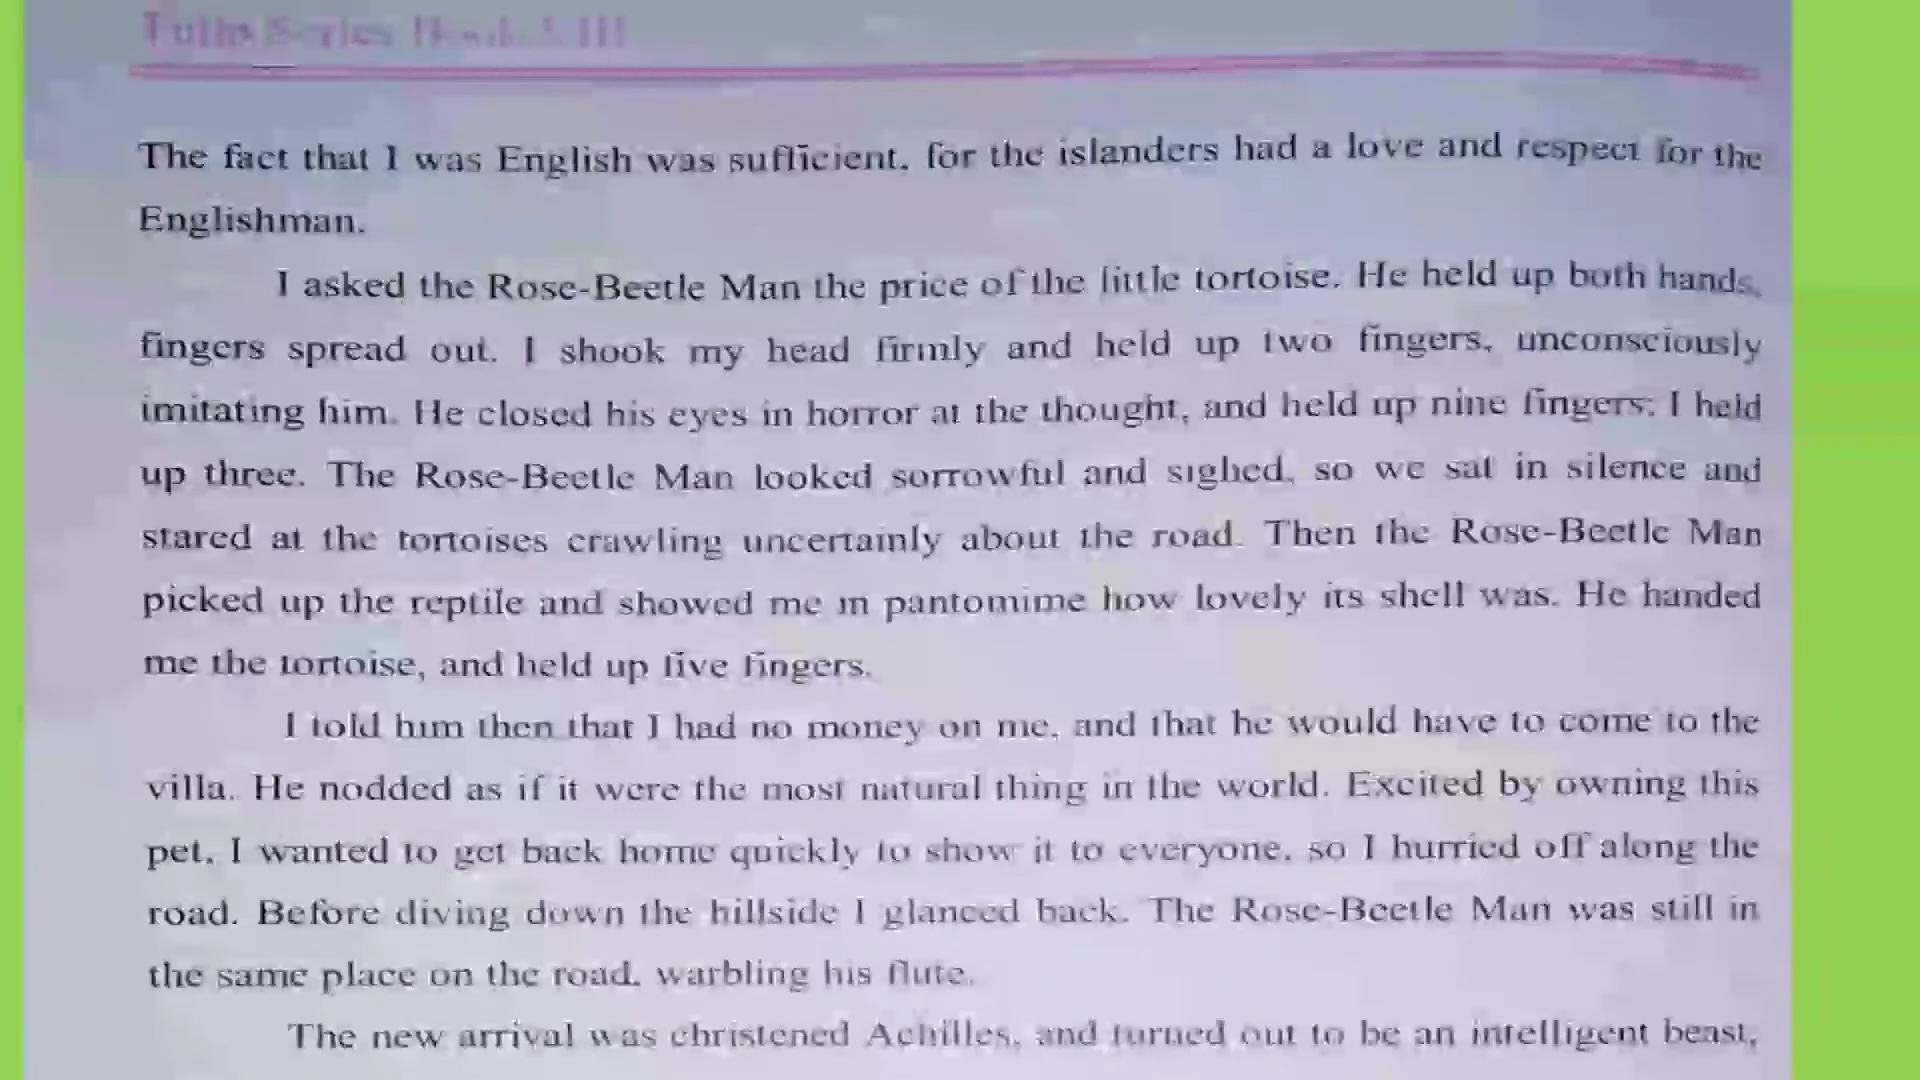 Series Book VIII
The fact that I was English was sufficient, for the islanders had a love and respect for the
Englishman.
I asked the Rose-Beetle Man the price of the little tortoise. He held up both hands,
fingers spread out. I shook my head firmly and held up two fingers, unconsciously
imitating him. He closed his eyes in horror at the thought, and held up nine fingers; I held
up three. The Rose-Beetle Man looked sorrowful and sighed, so we sat in silence and
stared at the tortoises crawling uncertainly about the road. Then the Rose-Beetle Man
picked up the reptile and showed me in pantomime how lovely its shell was. He handed
me the tortoise, and held up five fingers.
I told him then that I had no money on me, and that he would have to come to the
villa. He nodded as if it were the most natural thing in the world. Excited by owning this
pet, I wanted to get back home quickly to show it to everyone, so I hurried off along the
road. Before diving down the hillside I glanced back. The Rose-Beetle Man was still in
the same place on the road, warbling his flute.
The new arrival was christened Achilles, and turned out to be an intelligent beast,